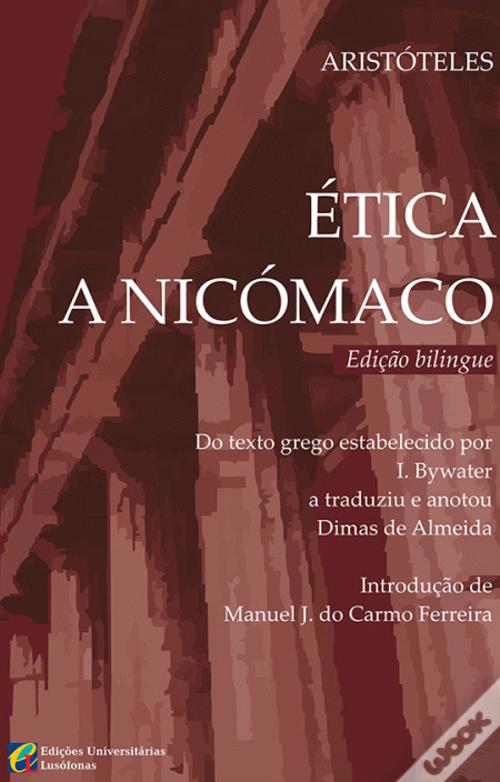 ARISTÓTELES
ÉTICA
A NICÓMACO
Edição bilingue
Do texto grego estabelecido por
I. Bywater
a traduziu e anotou
Dimas de Almeida
Introdução de
Manuel J. do Carmo Ferreira
Edições Universitárias
Lusófonas
wook